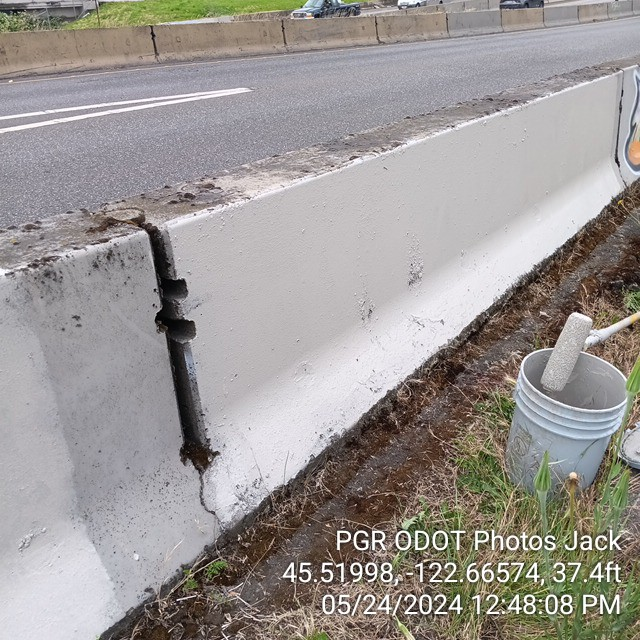 PGR ODOT Photos Jack
45.51998, -122.66574, 37.4ft
05/24/2024 12:48:08 PM